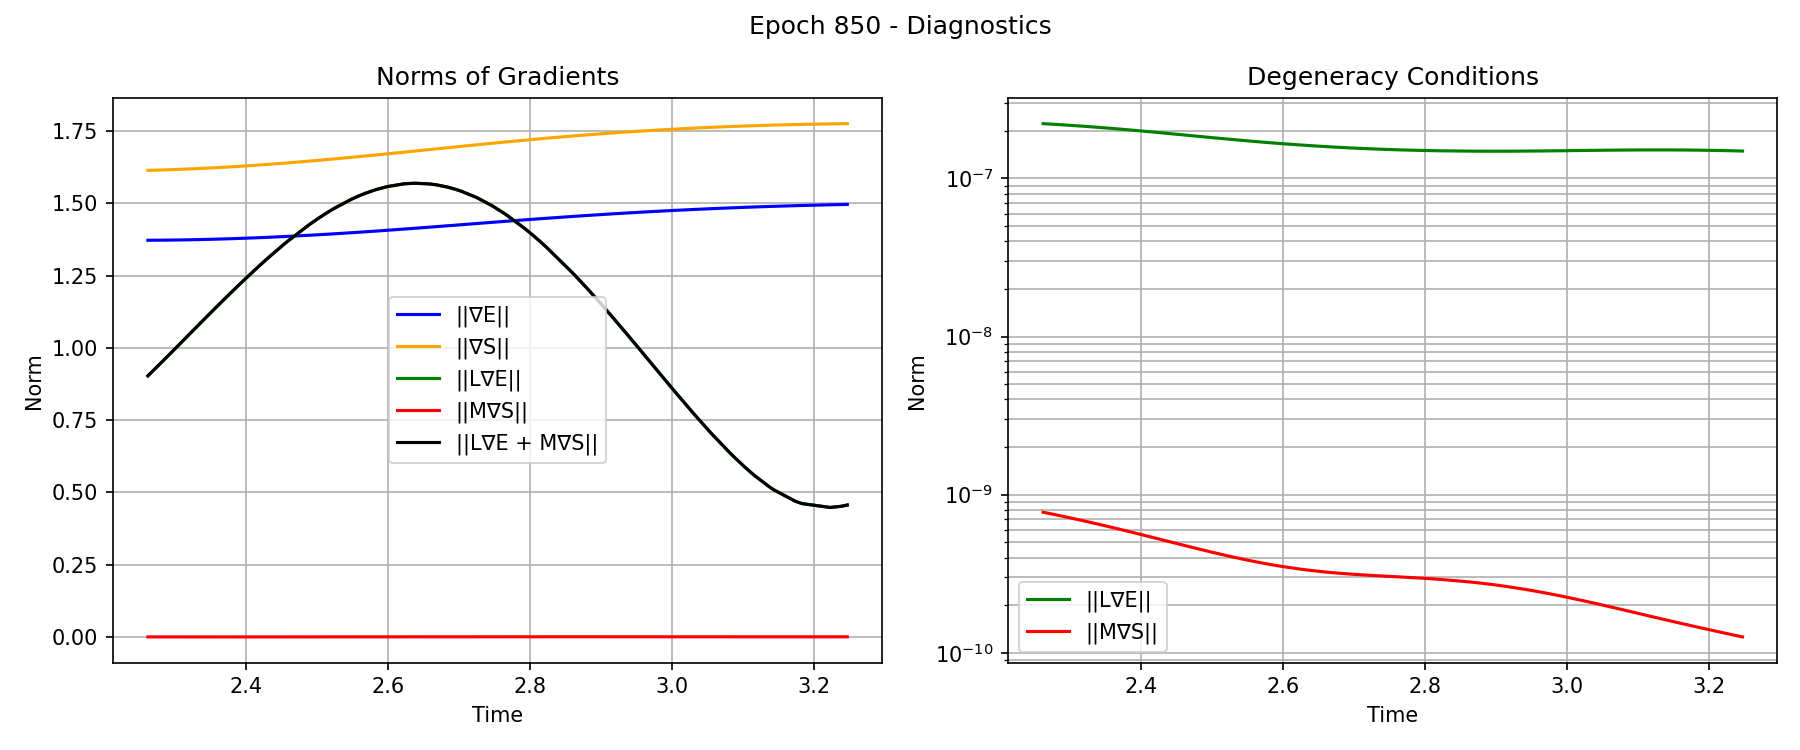 Epoch 850 - Diagnostics
Norms of Gradients
Norm
1.75
1.50
1.25
1.00
0.75
0.50
0.25
0.00
||∇E||
||∇S||
||L∇E||
||M∇S||
||L∇E + M∇S||
2.4 2.6 2.8 3.0 3.2
Time
Degeneracy Conditions
Norm
10⁻⁷
10⁻⁸
10⁻⁹
10⁻¹⁰
||L∇E||
||M∇S||
2.4 2.6 2.8 3.0 3.2
Time